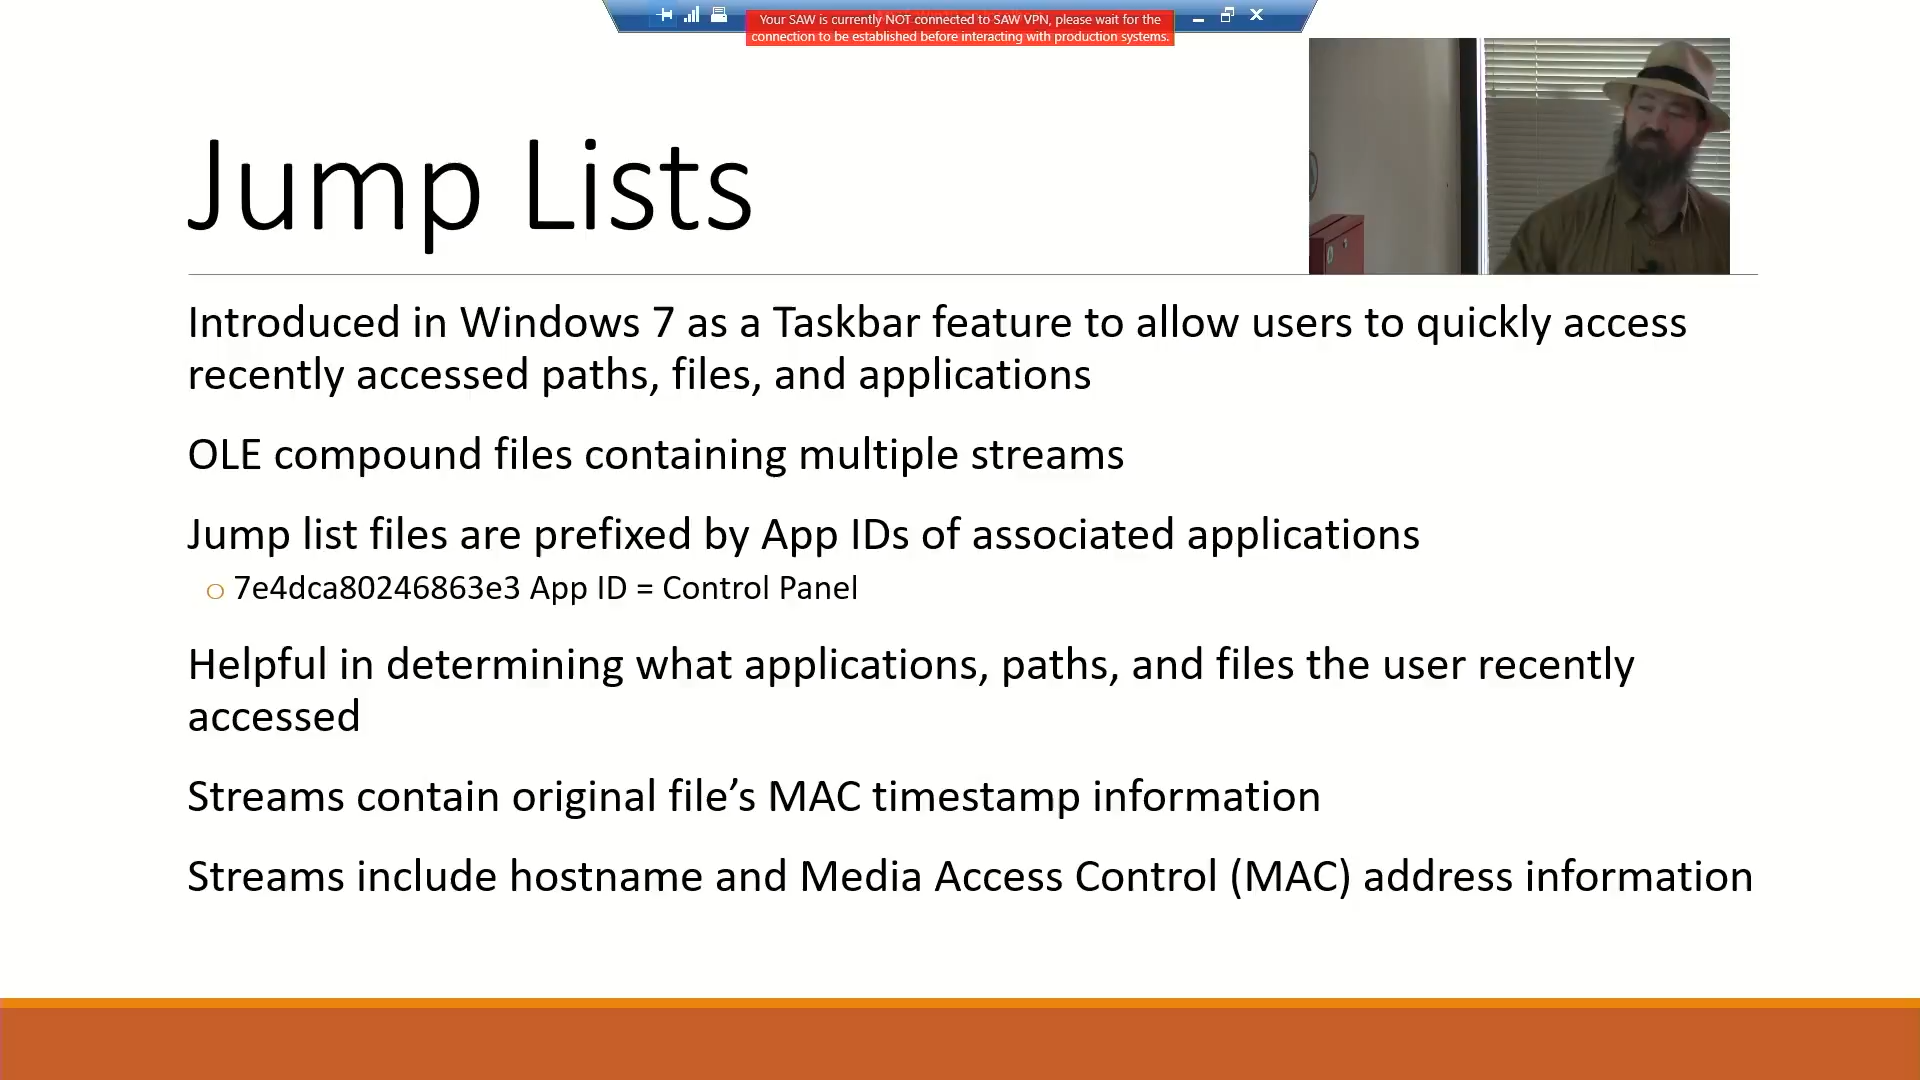 Your SAW is currently NOT connected to SAW VPN, please wait for the
connection to be established before interacting with production systems.
Jump Lists
Introduced in Windows 7 as a Taskbar feature to allow users to quickly access
recently accessed paths, files, and applications
OLE compound files containing multiple streams
Jump list files are prefixed by App IDs of associated applications
7e4dca80246863e3 App ID = Control Panel
Helpful in determining what applications, paths, and files the user recently
accessed
Streams contain original file’s MAC timestamp information
Streams include hostname and Media Access Control (MAC) address information